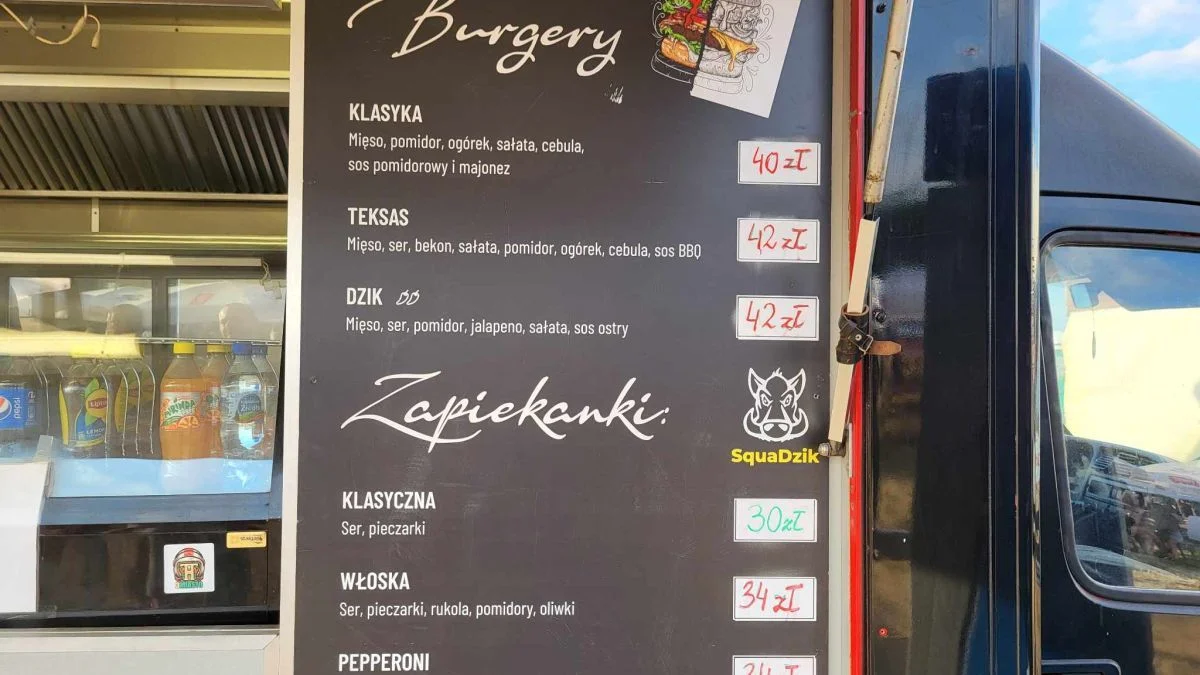 Burgery
KLASYKA
Mięso, pomidor, ogórek, sałata, cebula,
sos pomidorowy i majonez
40 zł
TEKSAS
Mięso, ser, bekon, sałata, pomidor, ogórek, cebula, sos BBQ
42 zł
DZIK
Mięso, ser, pomidor, jalapeno, sałata, sos ostry
42 zł
Zapiekanki:
SquaDzik
KLASYCZNA
Ser, pieczarki
30 zł
WŁOSKA
Ser, pieczarki, rukola, pomidory, oliwki
34 zł
PEPPERONI
pepsi
Lipton